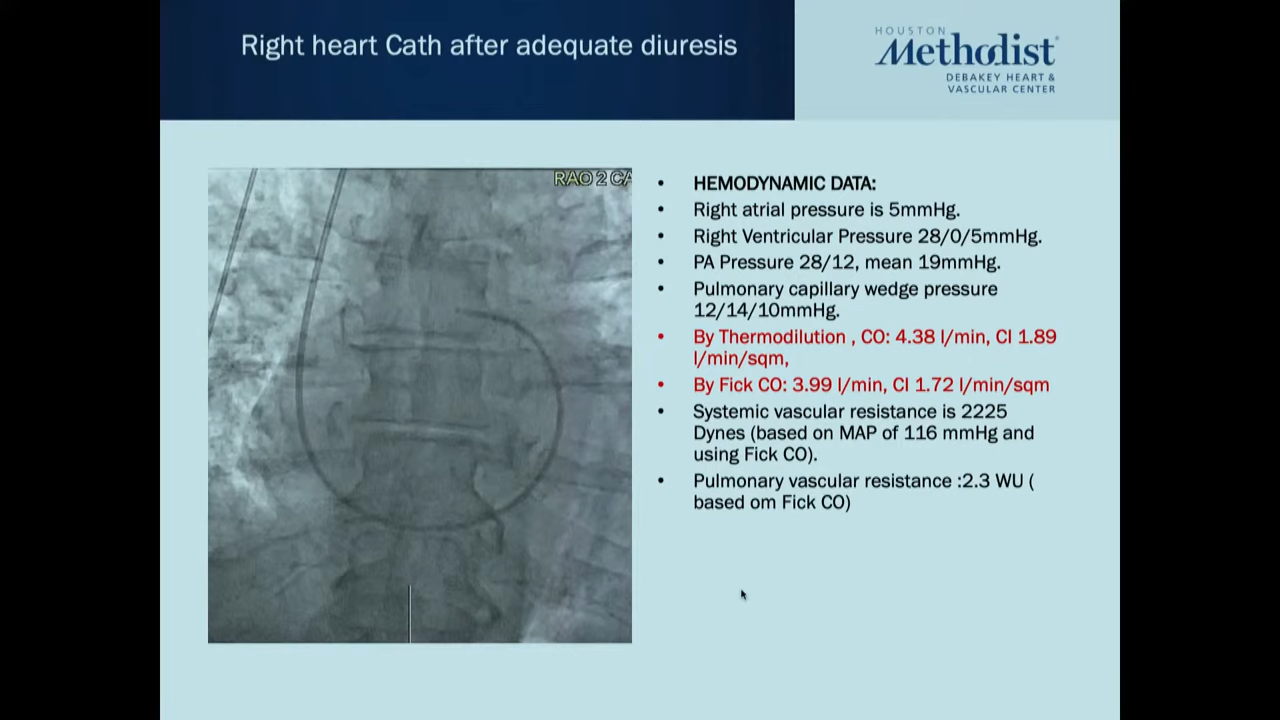 Right heart Cath after adequate diuresis
HOUSTON
Methodist
DEBAKEY HEART &
VASCULAR CENTER
RAO 2 CA
• HEMODYNAMIC DATA:
• Right atrial pressure is 5mmHg.
• Right Ventricular Pressure 28/0/5mmHg.
• PA Pressure 28/12, mean 19mmHg.
• Pulmonary capillary wedge pressure
12/14/10mmHg.
• By Thermodilution , CO: 4.38 l/min, CI 1.89
l/min/sqm,
• By Fick CO: 3.99 l/min, CI 1.72 l/min/sqm
• Systemic vascular resistance is 2225
Dynes (based on MAP of 116 mmHg and
using Fick CO).
• Pulmonary vascular resistance :2.3 WU (
based om Fick CO)